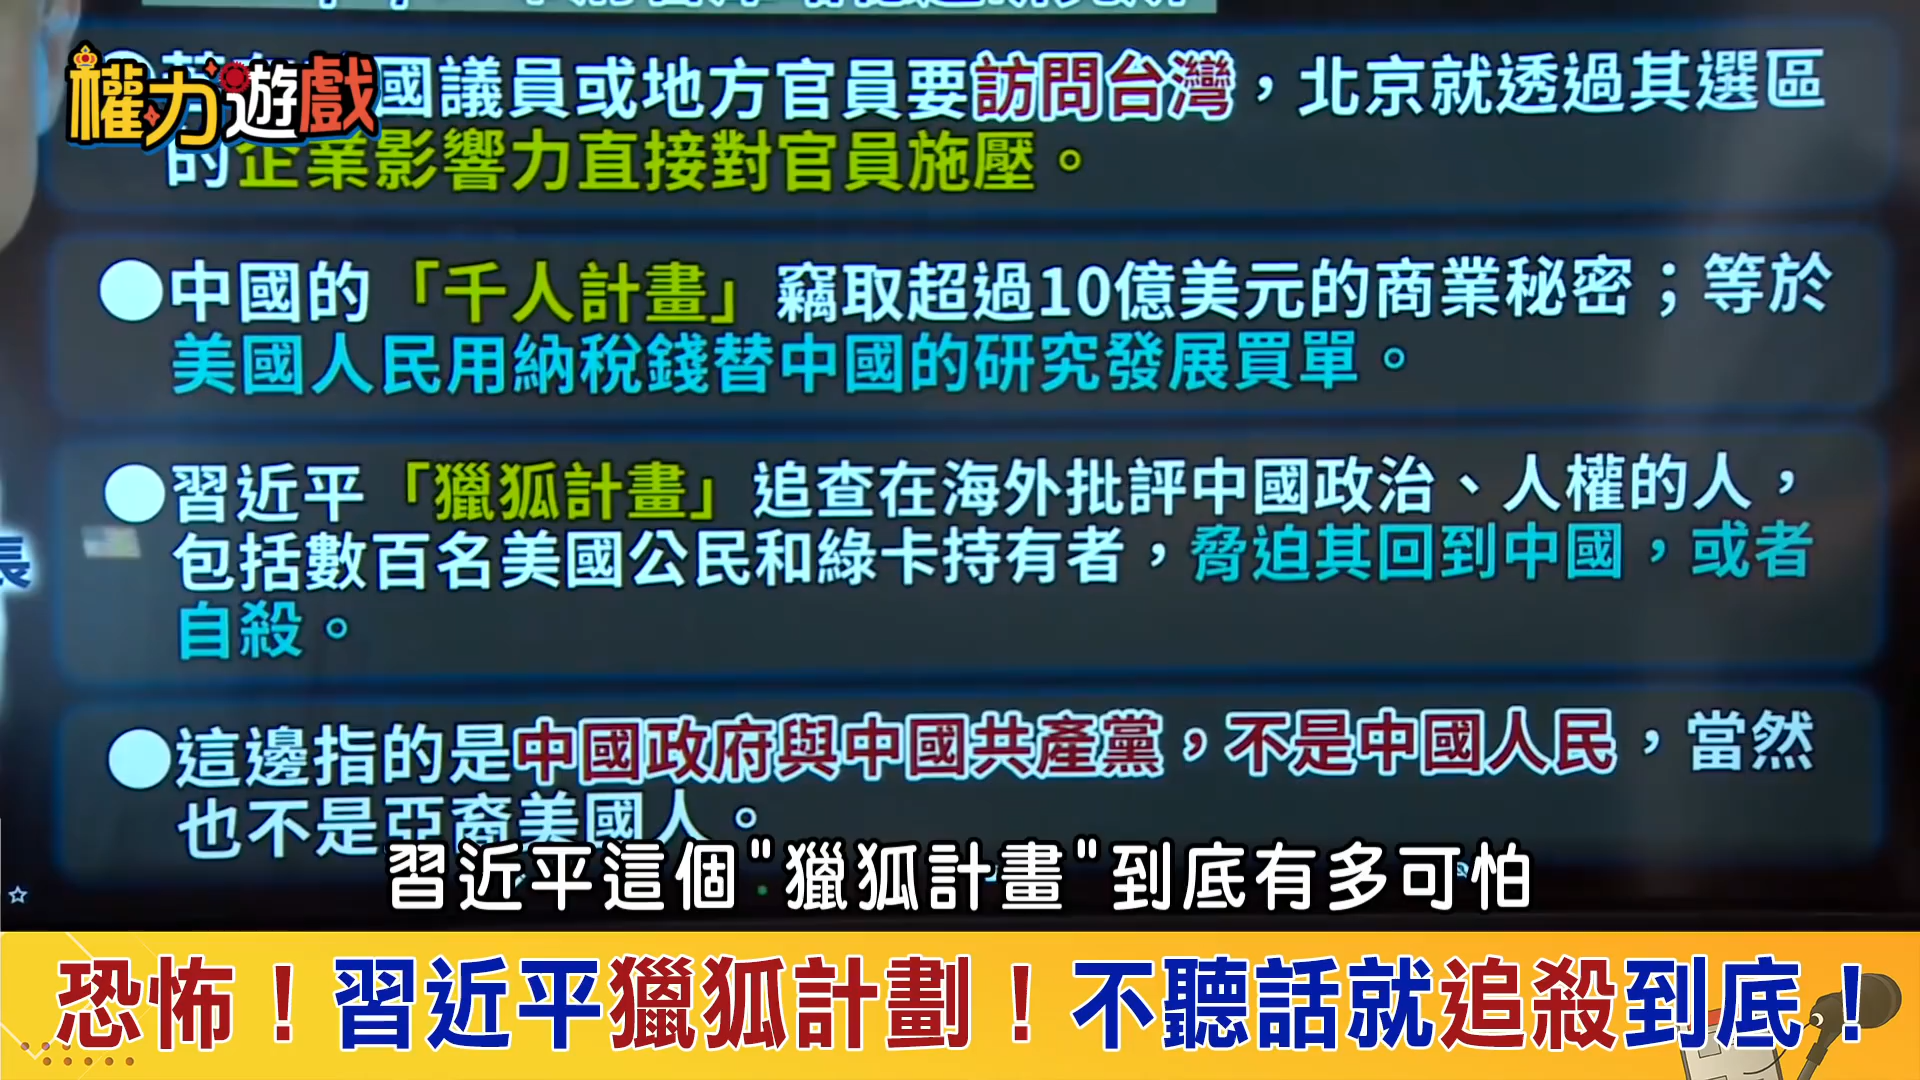 權力遊戲
國議員或地方官員要訪問台灣，北京就透過其選區
的企業影響力直接對官員施壓。
●中國的「千人計畫」竊取超過10億美元的商業秘密；等於
美國人民用納稅錢替中國的研究發展買單。
●習近平「獵狐計畫」追查在海外批評中國政治、人權的人，
包括數百名美國公民和綠卡持有者，脅迫其回到中國，或者
自殺。
長
●這邊指的是中國政府與中國共產黨，不是中國人民，當然
也不是亞裔美國人。
習近平這個"獵狐計畫"到底有多可怕
恐怖！習近平獵狐計劃！不聽話就追殺到底！